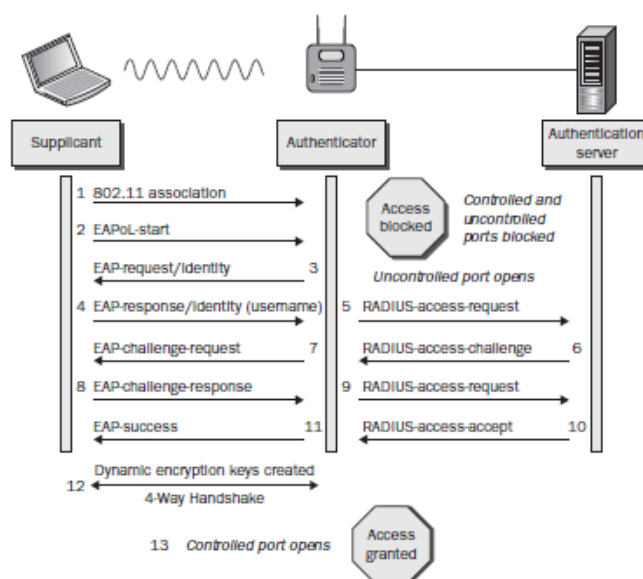 Supplicant
Authenticator
Authentication
server
1 802.11 association
Access
blocked
Controlled and
uncontrolled
ports blocked
2 EAPoL-start
EAP-request/identity 3
Uncontrolled port opens
4 EAP-response/identity (username)
5 RADIUS-access-request
EAP-challenge-request 7
RADIUS-access-challenge 6
8 EAP-challenge-response
9 RADIUS-access-request
EAP-success 11
RADIUS-access-accept 10
Dynamic encryption keys created
12
4-Way Handshake
13 Controlled port opens
Access
granted